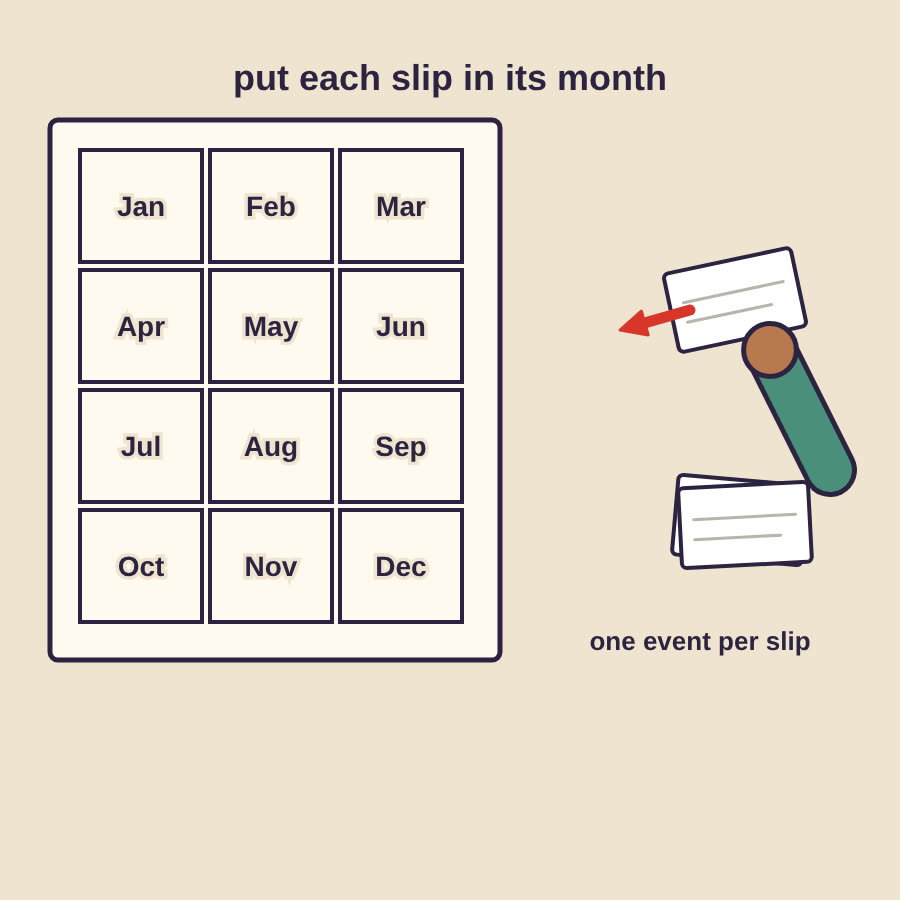 put each slip in its month
Jan Feb Mar
Apr May Jun
Jul Aug Sep
Oct Nov Dec
one event per slip